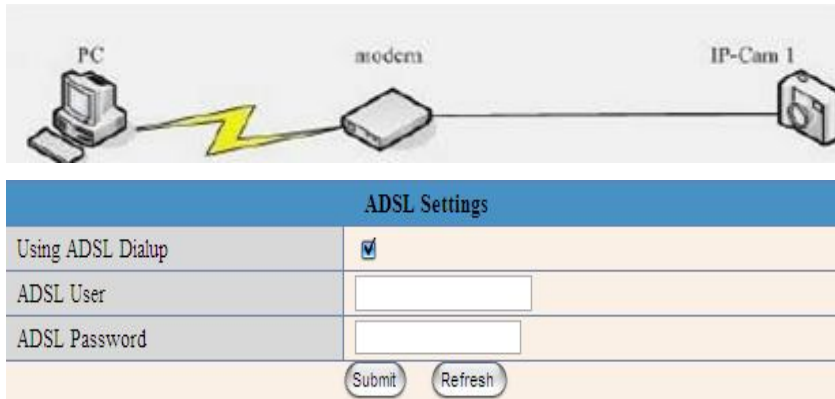 PC modem IP-Cam 1
ADSL Settings
Using ADSL Dialup
ADSL User
ADSL Password
Submit Refresh